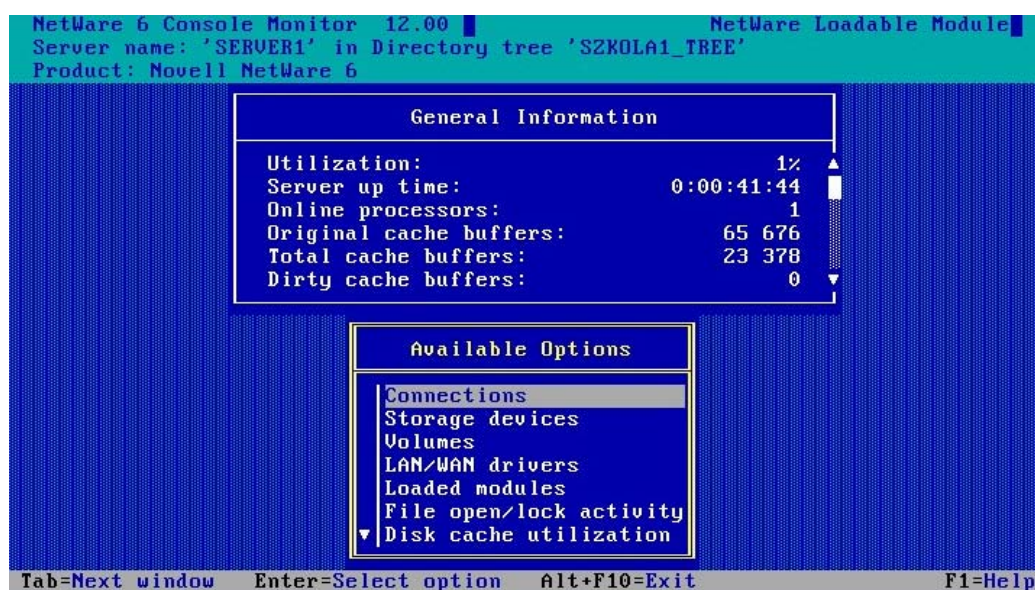 NetWare 6 Console Monitor 12.00 NetWare Loadable Module
Server name: 'SERVER1' in Directory tree 'SZKOLA1_TREE'
Product: Novell NetWare 6
General Information
Utilization: 1%
Server up time: 0:00:41:44
Online processors: 1
Original cache buffers: 65 676
Total cache buffers: 23 378
Dirty cache buffers: 0
Available Options
Connections
Storage devices
Volumes
LAN/WAN drivers
Loaded modules
File open/lock activity
Disk cache utilization
Tab=Next window Enter=Select option Alt+F10=Exit F1=Help